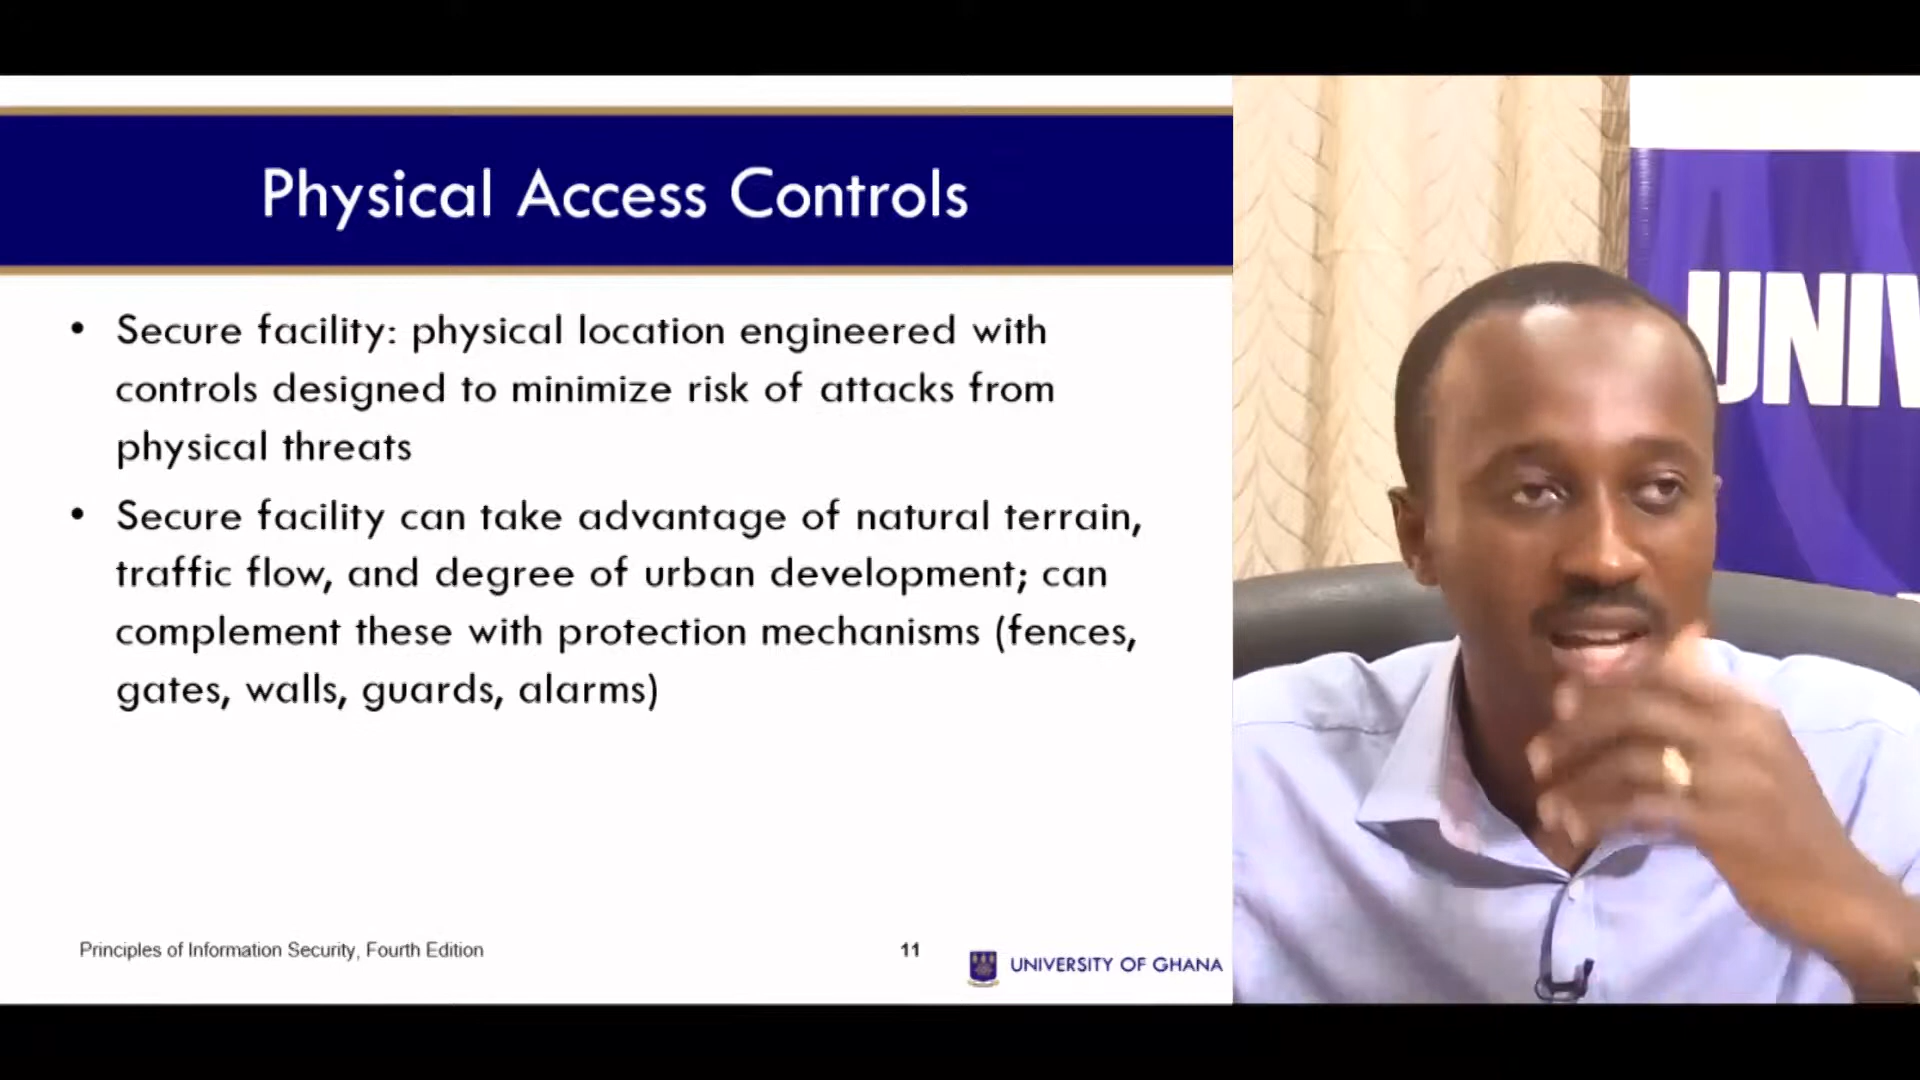 Physical Access Controls
• Secure facility: physical location engineered with
controls designed to minimize risk of attacks from
physical threats
• Secure facility can take advantage of natural terrain,
traffic flow, and degree of urban development; can
complement these with protection mechanisms (fences,
gates, walls, guards, alarms)
Principles of Information Security, Fourth Edition
11
UNIVERSITY OF GHANA